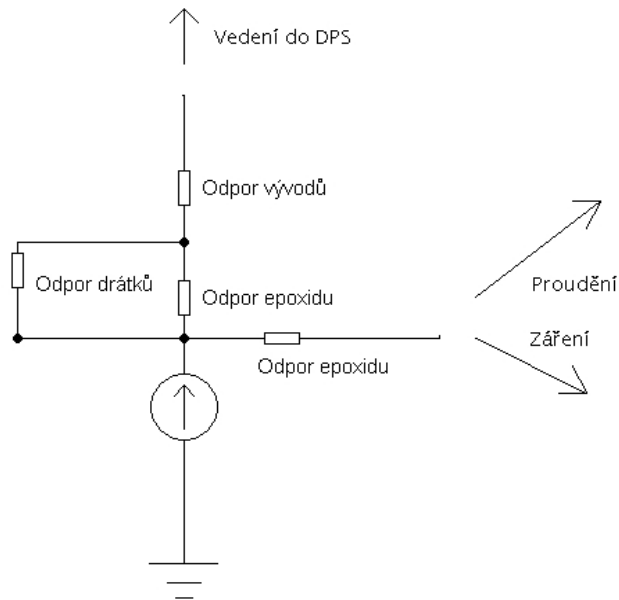 Vedení do DPS
Odpor vývodů
Odpor drátků
Odpor epoxidu
Proudění
Záření
Odpor epoxidu